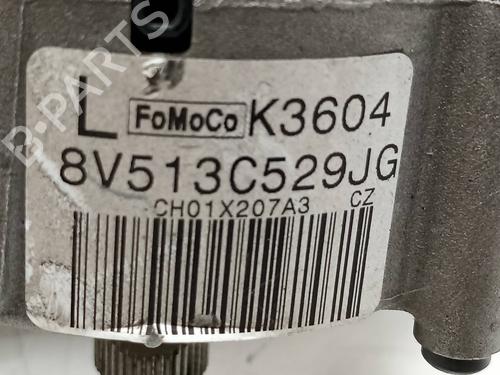 L FoMoCo K3604
8V513C529JG
CH01X207A3 CZ
B-PARTS